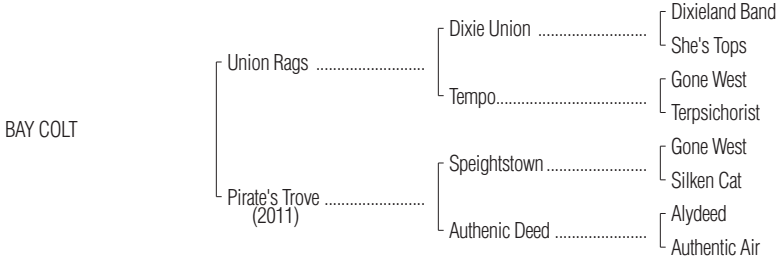 Dixieland Band
Dixie Union ..........................
She's Tops
Union Rags ..........................
Gone West
Tempo....................................
Terpsichorist
BAY COLT
Gone West
Speightstown ........................
Silken Cat
Pirate's Trove ........................
(2011)
Alydeed
Authenic Deed ......................
Authentic Air